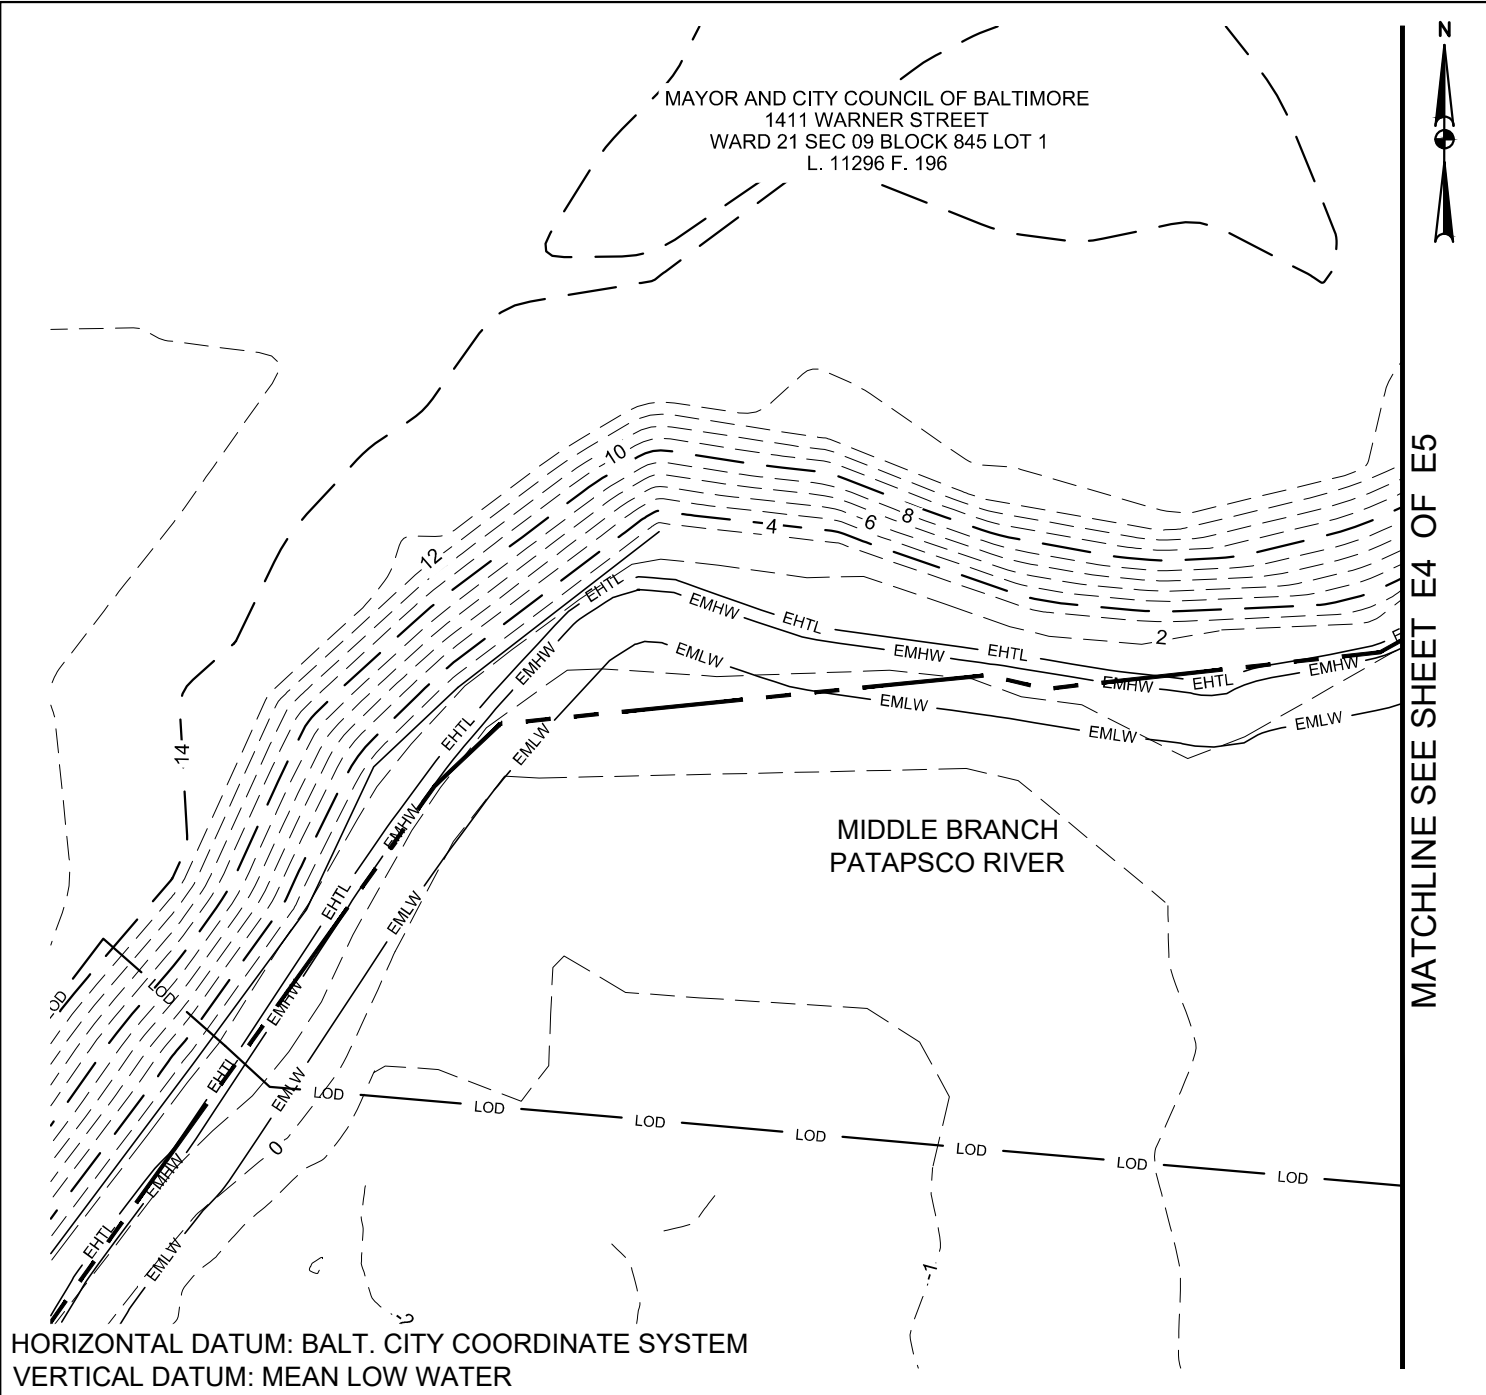 N
MAYOR AND CITY COUNCIL OF BALTIMORE
1411 WARNER STREET
WARD 21 SEC 09 BLOCK 845 LOT 1
L. 11296 F. 196
MATCHLINE SEE SHEET E4 OF E5
10
8
6
4
12
2
14
EHTL
EMHW
EHTL
EMHW
EHTL
EMHW
EHTL
EMHW
EMLW
EMLW
EMLW
EMLW
EMHW
EHTL
EMLW
EMHW
EHTL
EMLW
MIDDLE BRANCH
PATAPSCO RIVER
LOD
EMHW
EHTL
EMLW
LOD
LOD
LOD
LOD
LOD
LOD
LOD
0
EMHW
EHTL
EMLW
-1
-2
HORIZONTAL DATUM: BALT. CITY COORDINATE SYSTEM
VERTICAL DATUM: MEAN LOW WATER